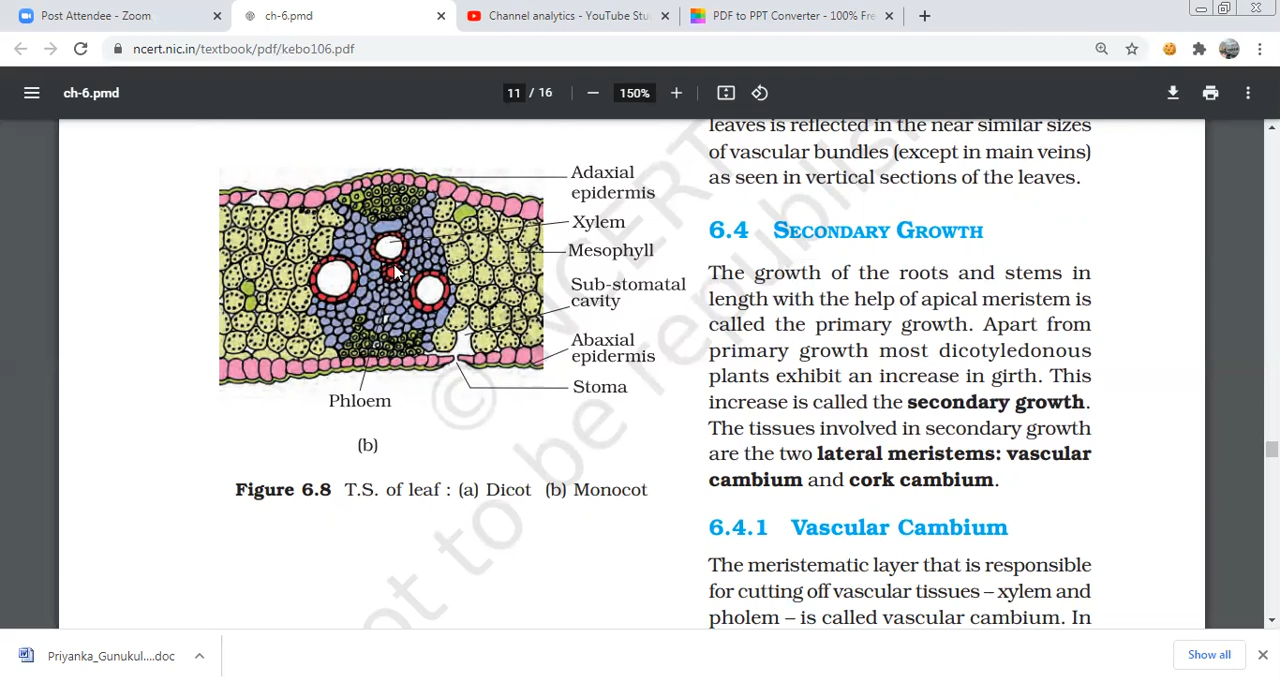 Post Attendee - Zoom
ch-6.pmd
Channel analytics - YouTube Stu
PDF to PPT Converter - 100% Fre
ncert.nic.in/textbook/pdf/kebo106.pdf
ch-6.pmd
11 / 16
150%
leaves is reflected in the near similar sizes
of vascular bundles (except in main veins)
as seen in vertical sections of the leaves.
Adaxial
epidermis
Xylem
Mesophyll
Sub-stomatal
cavity
Abaxial
epidermis
Stoma
Phloem
(b)
Figure 6.8 T.S. of leaf : (a) Dicot (b) Monocot
6.4 SECONDARY GROWTH
The growth of the roots and stems in
length with the help of apical meristem is
called the primary growth. Apart from
primary growth most dicotyledonous
plants exhibit an increase in girth. This
increase is called the secondary growth.
The tissues involved in secondary growth
are the two lateral meristems: vascular
cambium and cork cambium.
6.4.1 Vascular Cambium
The meristematic layer that is responsible
for cutting off vascular tissues – xylem and
pholem – is called vascular cambium. In
© NCERT
not to be republis
Priyanka_Gunukul....doc
Show all